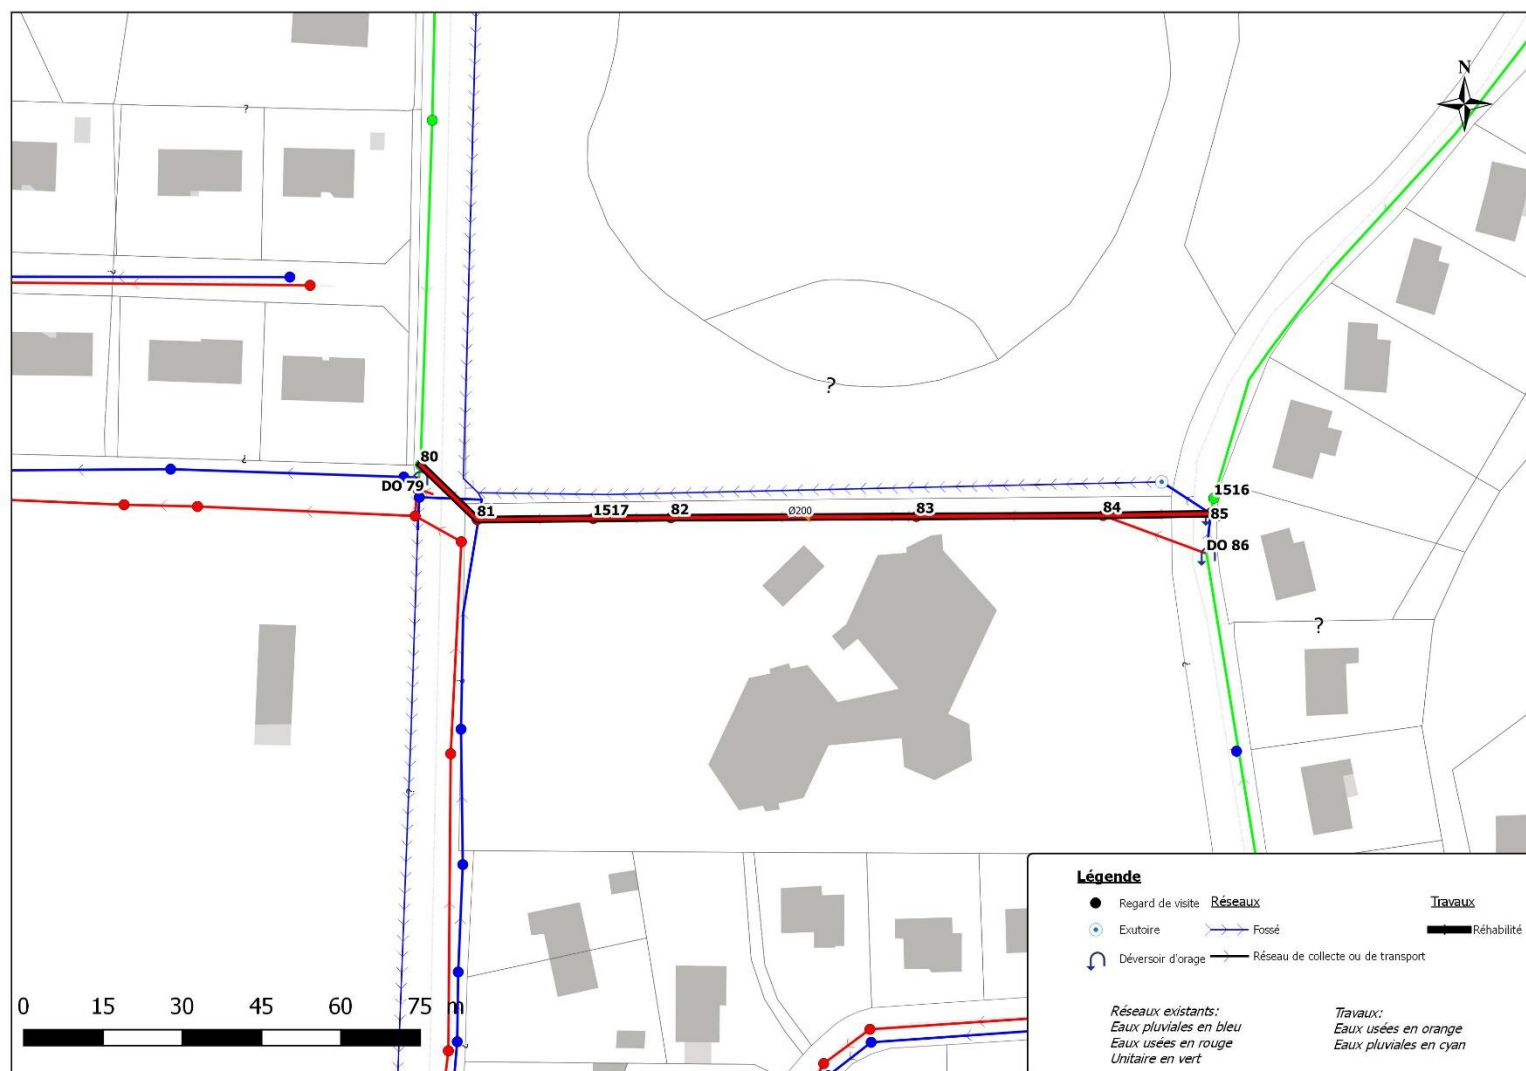 N
?
?
?
80
DO 79
81
1517
82
Ø200
83
84
1516
85
DO 86
?
?
?
?
?
?
?
0 15 30 45 60 75 m
Légende
Regard de visite
Réseaux
Travaux
Exutoire
Fossé
Réhabilité
Déversoir d'orage
Réseau de collecte ou de transport
Réseaux existants:
Eaux pluviales en bleu
Eaux usées en rouge
Unitaire en vert
Travaux:
Eaux usées en orange
Eaux pluviales en cyan